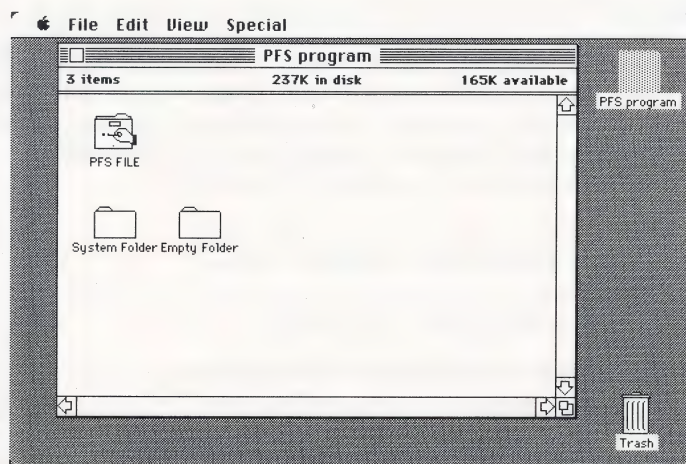 File Edit View Special
PFS program
3 items 237K in disk 165K available
PFS program
PFS FILE
System Folder Empty Folder
Trash